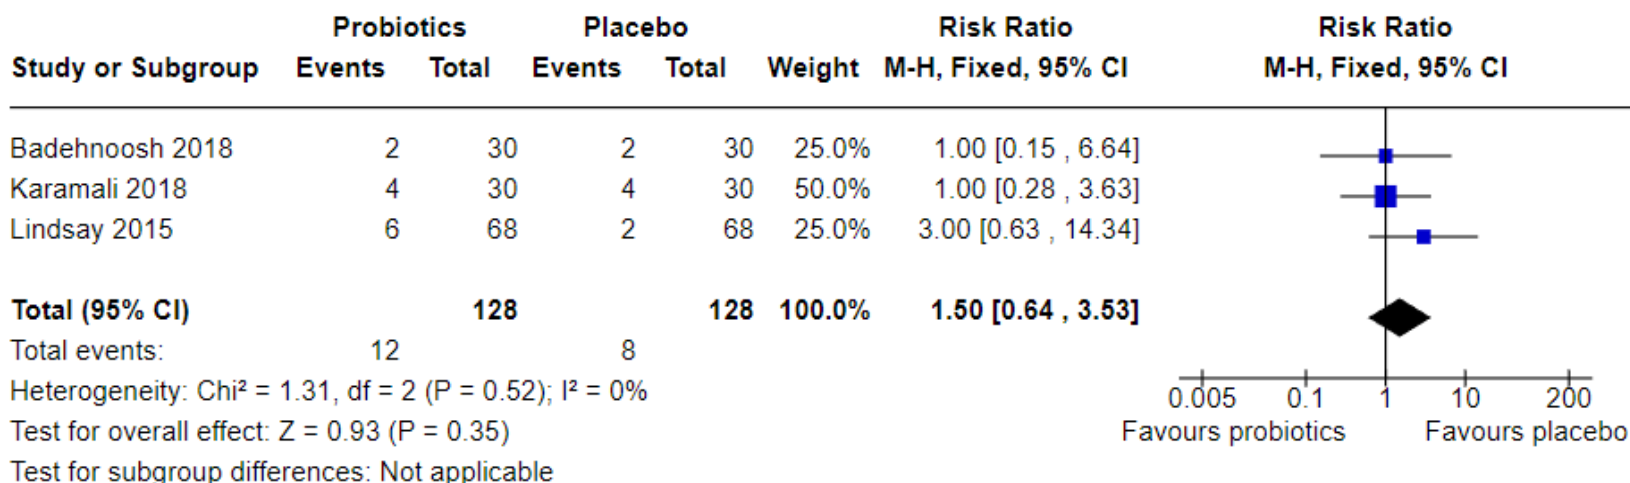 Probiotics Placebo Risk Ratio Risk Ratio
Study or Subgroup Events Total Events Total Weight M-H, Fixed, 95% CI M-H, Fixed, 95% CI
Badehnoosh 2018 2 30 2 30 25.0% 1.00 [0.15 , 6.64]
Karamali 2018 4 30 4 30 50.0% 1.00 [0.28 , 3.63]
Lindsay 2015 6 68 2 68 25.0% 3.00 [0.63 , 14.34]
Total (95% CI) 128 128 100.0% 1.50 [0.64 , 3.53]
Total events: 12 8
Heterogeneity: Chi² = 1.31, df = 2 (P = 0.52); I² = 0%
0.005 0.1 1 10 200
Test for overall effect: Z = 0.93 (P = 0.35)
Favours probiotics Favours placebo
Test for subgroup differences: Not applicable